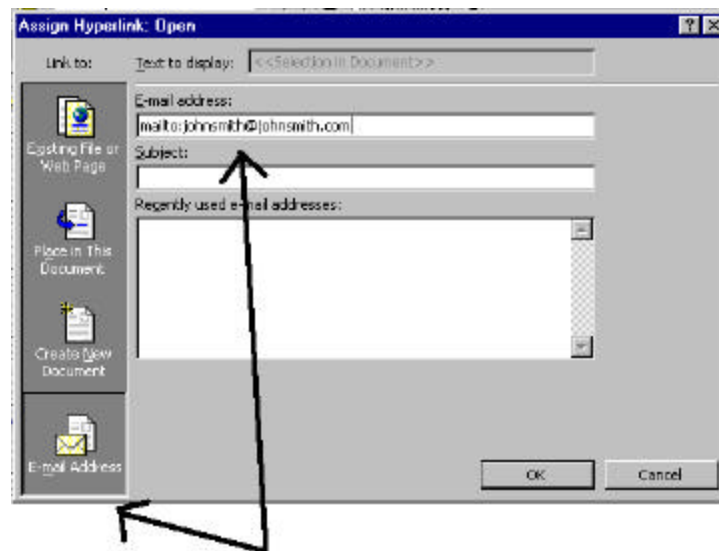 Assign Hyperlink: Open
Link to:
Text to display: <<Selection in Document>>
E-mail address:
mailto:johnsmith@johnsmith.com
Existing File or
Web Page
Subject:
Recently used e-mail addresses:
Place in This
Document
Create New
Document
E-mail Address
OK
Cancel